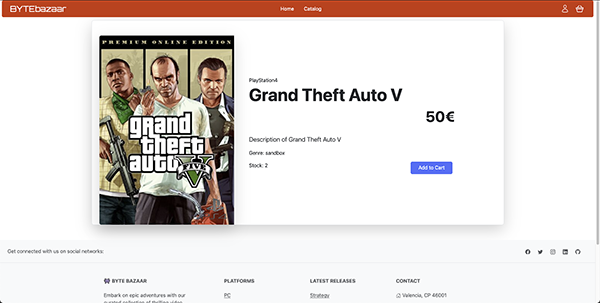 BYTEbazaar
Home Catalog
PREMIUM ONLINE EDITION
grand
theft
auto V
FIVE
PlayStation4
Grand Theft Auto V
50€
Description of Grand Theft Auto V
Genre: sandbox
Stock: 2
Add to Cart
Get connected with us on social networks:
BYTE BAZAAR
Embark on epic adventures with our
PLATFORMS
PC
LATEST RELEASES
Strategy
CONTACT
Valencia, CP 46001